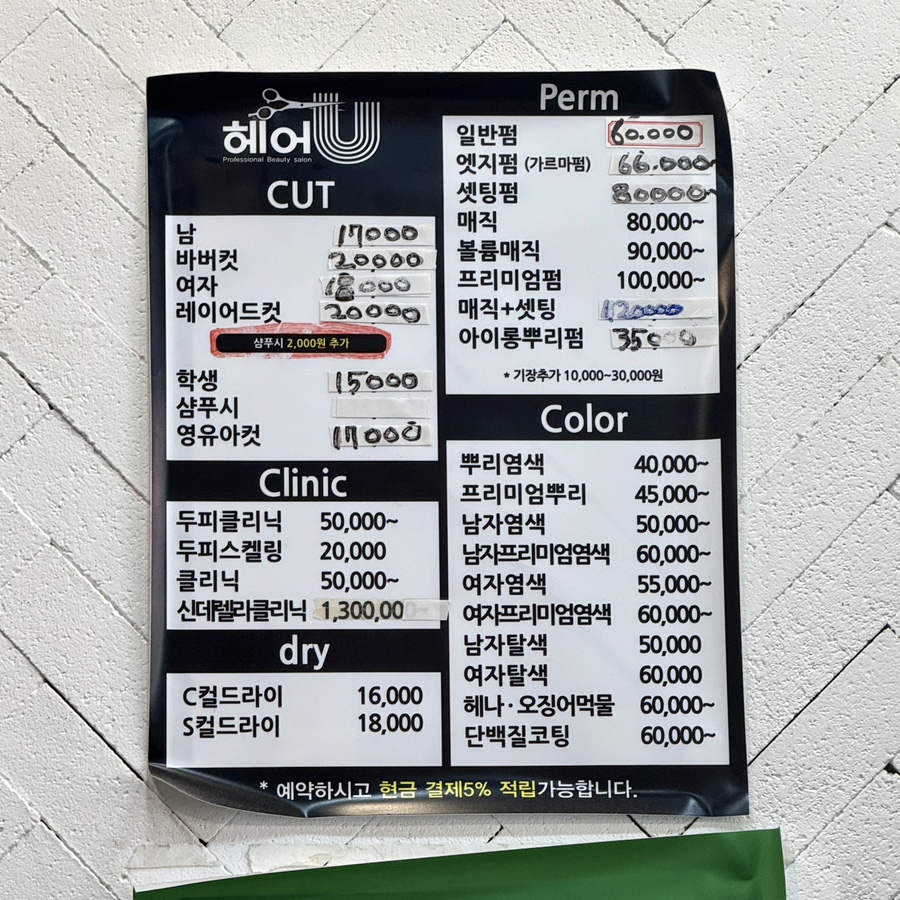 헤어U
Professional Beauty salon
CUT
남 17000
바버컷 20,000
여자 18000
레이어드컷 20000
샴푸시 2,000원 추가
학생 15000
샴푸시
영유아컷 17000
Clinic
두피클리닉 50,000~
두피스켈링 20,000
클리닉 50,000~
신데렐라클리닉 1,300,000~
dry
C컬드라이 16,000
S컬드라이 18,000
Perm
일반펌 60.000
엣지펌 (가르마펌) 66.000~
셋팅펌 80000~
매직 80,000~
볼륨매직 90,000~
프리미엄펌 100,000~
매직+셋팅 120000
아이롱뿌리펌 35000
* 기장추가 10,000~30,000원
Color
뿌리염색 40,000~
프리미엄뿌리 45,000~
남자염색 50,000~
남자프리미엄염색 60,000~
여자염색 55,000~
여자프리미엄염색 60,000~
남자탈색 50,000
여자탈색 60,000
헤나·오징어먹물 60,000~
단백질코팅 60,000~
* 예약하시고 현금 결제5% 적립가능합니다.